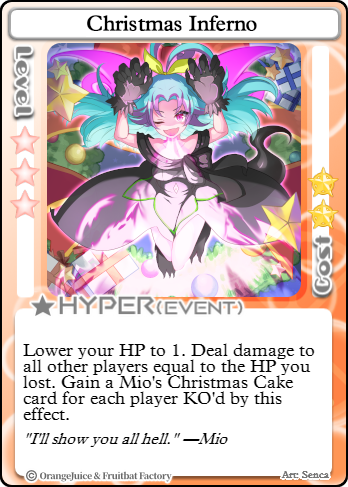 Christmas Inferno
Level
Cost
HYPER(EVENT)
Lower your HP to 1. Deal damage to
all other players equal to the HP you
lost. Gain a Mio's Christmas Cake
card for each player KO'd by this
effect.
"I'll show you all hell." —Mio
© OrangeJuice & Fruitbat Factory
Art: Senca